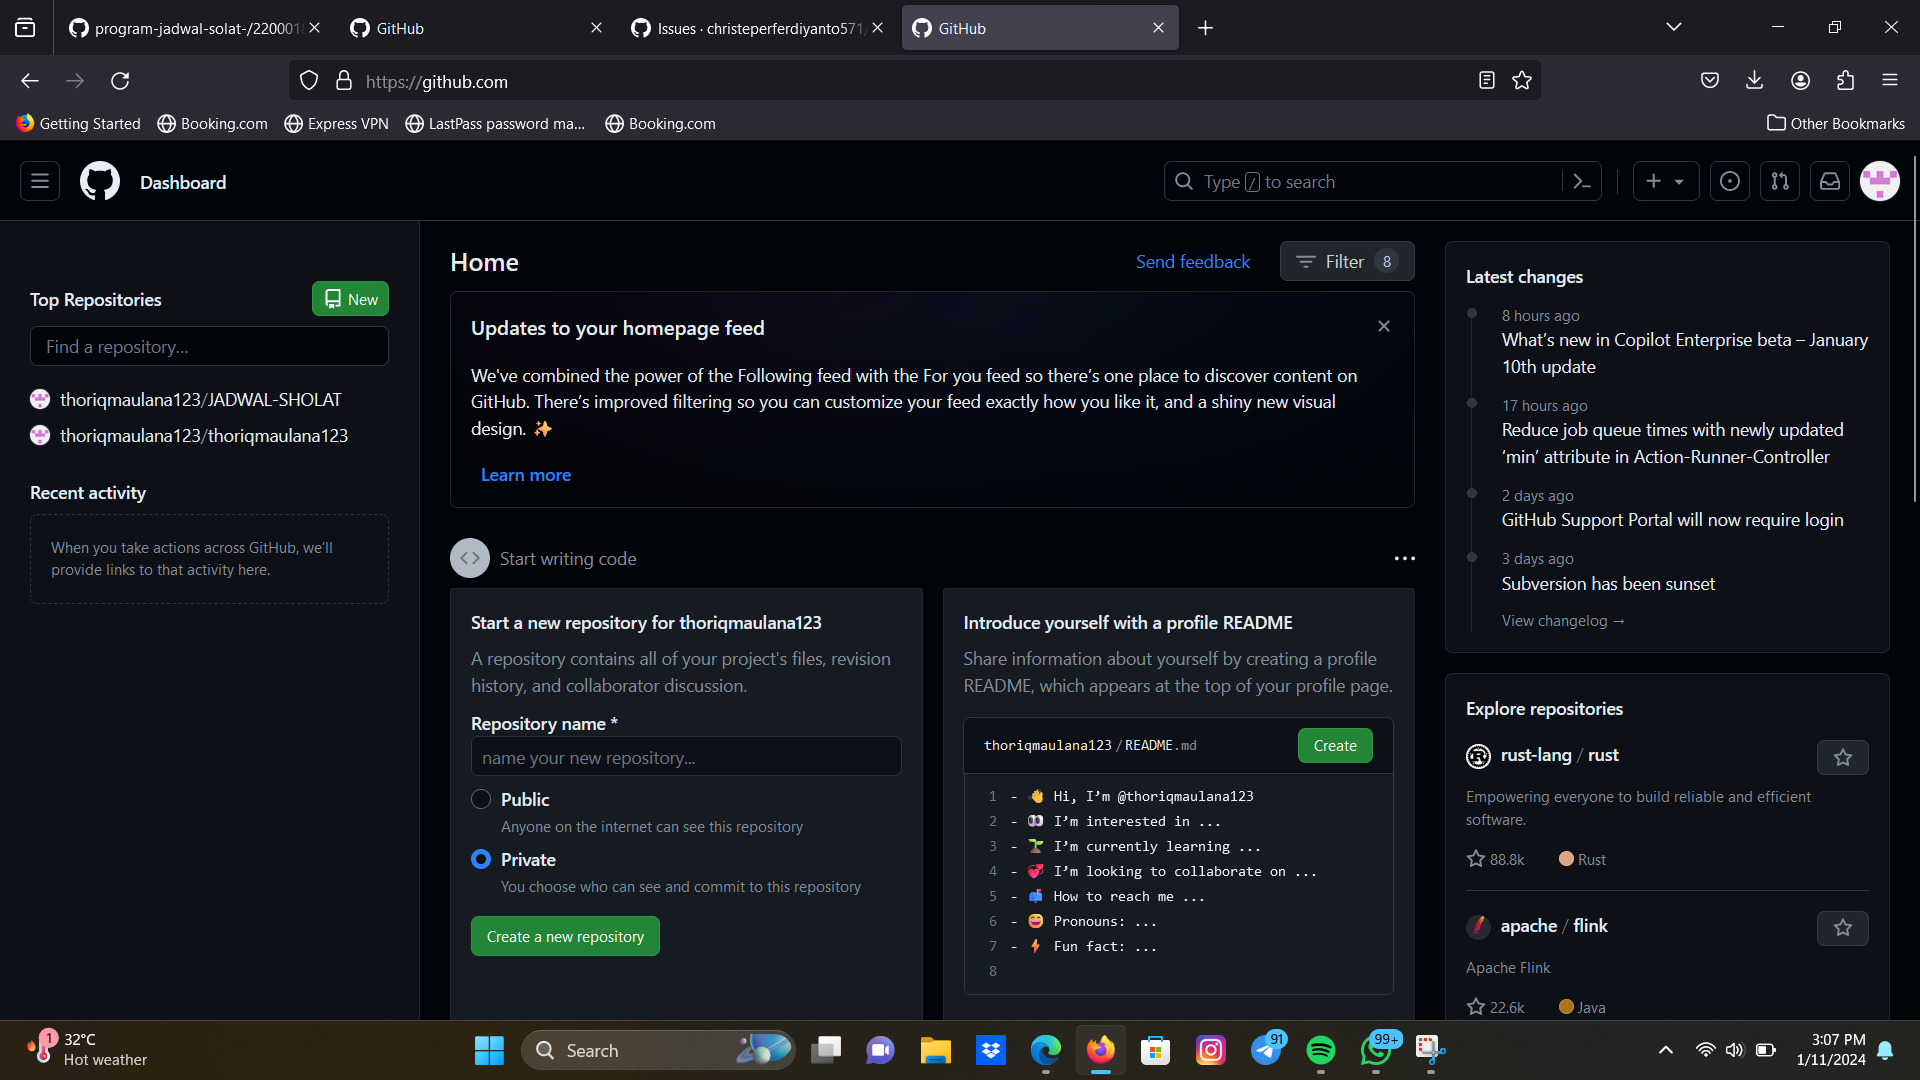 program-jadwal-solat-/220001
GitHub
Issues · christeperferdiyanto571/
GitHub
https://github.com
Getting Started
Booking.com
Express VPN
LastPass password ma...
Booking.com
Other Bookmarks
Dashboard
Type / to search
Top Repositories
New
Find a repository...
thoriqmaulana123/JADWAL-SHOLAT
thoriqmaulana123/thoriqmaulana123
Recent activity
When you take actions across GitHub, we'll
provide links to that activity here.
Home
Send feedback
Filter 8
Updates to your homepage feed
We've combined the power of the Following feed with the For you feed so there's one place to discover content on
GitHub. There's improved filtering so you can customize your feed exactly how you like it, and a shiny new visual
design. ✨
Learn more
Start writing code
Start a new repository for thoriqmaulana123
A repository contains all of your project's files, revision
history, and collaborator discussion.
Repository name *
name your new repository...
Public
Anyone on the internet can see this repository
Private
You choose who can see and commit to this repository
Create a new repository
Introduce yourself with a profile README
Share information about yourself by creating a profile
README, which appears at the top of your profile page.
thoriqmaulana123 / README.md
Create
1 - 👋 Hi, I’m @thoriqmaulana123
2 - 👀 I’m interested in ...
3 - 🌱 I’m currently learning ...
4 - 💞️ I’m looking to collaborate on ...
5 - 📫 How to reach me ...
6 - 😄 Pronouns: ...
7 - ⚡ Fun fact: ...
8
Latest changes
8 hours ago
What’s new in Copilot Enterprise beta – January
10th update
17 hours ago
Reduce job queue times with newly updated
‘min’ attribute in Action-Runner-Controller
2 days ago
GitHub Support Portal will now require login
3 days ago
Subversion has been sunset
View changelog →
Explore repositories
rust-lang / rust
Empowering everyone to build reliable and efficient
software.
88.8k
Rust
apache / flink
Apache Flink
22.6k
Java
1
32°C
Hot weather
Search
91
99+
3:07 PM
1/11/2024